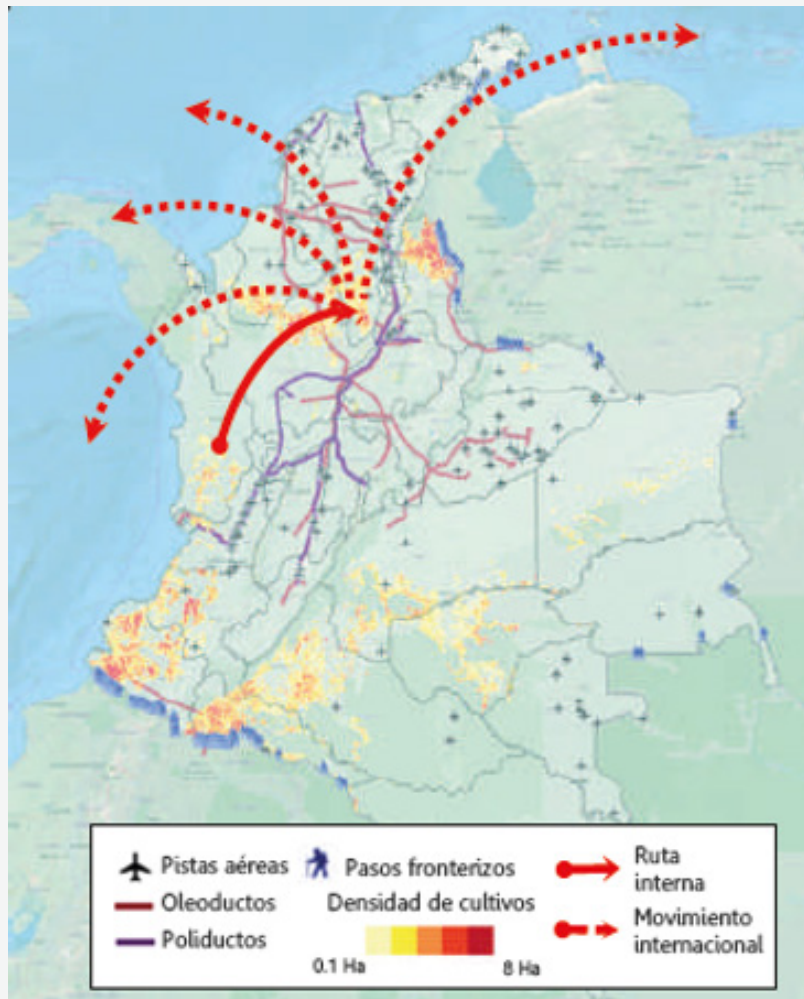 Pistas aéreas
Pasos fronterizos
Ruta
interna
Oleoductos
Densidad de cultivos
Movimiento
internacional
Poliductos
0.1 Ha
8 Ha